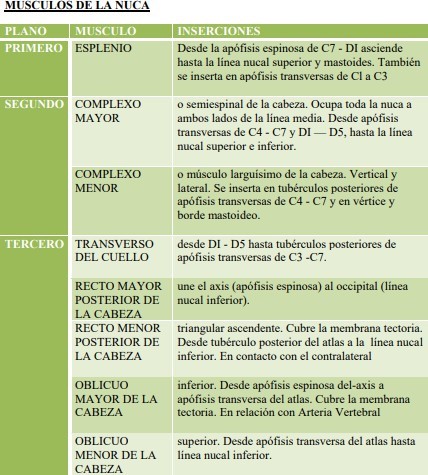 MUSCULOS DE LA NUCA
PLANO MUSCULO INSERCIONES
PRIMERO ESPLENIO Desde la apófisis espinosa de C7 - DI asciende
hasta la línea nucal superior y mastoides. También
se inserta en apófisis transversas de Cl a C3
SEGUNDO COMPLEXO o semiespinal de la cabeza. Ocupa toda la nuca a
MAYOR ambos lados de la línea media. Desde apófisis
transversas de C4 - C7 y DI — D5, hasta la línea
nucal superior e inferior.
COMPLEXO o músculo larguísimo de la cabeza. Vertical y
MENOR lateral. Se inserta en tubérculos posteriores de
apófisis transversas de C4 - C7 y en vértice y
borde mastoideo.
TERCERO TRANSVERSO desde DI - D5 hasta tubérculos posteriores de
DEL CUELLO apófisis transversas de C3 -C7.
RECTO MAYOR une el axis (apófisis espinosa) al occipital (línea
POSTERIOR DE nucal inferior).
LA CABEZA
RECTO MENOR triangular ascendente. Cubre la membrana tectoria.
POSTERIOR DE Desde tubérculo posterior del atlas a la línea nucal
LA CABEZA inferior. En contacto con el contralateral
OBLICUO inferior. Desde apófisis espinosa del-axis a
MAYOR DE LA apófisis transversa del atlas. Cubre la membrana
CABEZA tectoria. En relación con Arteria Vertebral
OBLICUO superior. Desde apófisis transversa del atlas hasta
MENOR DE LA línea nucal inferior.
CABEZA